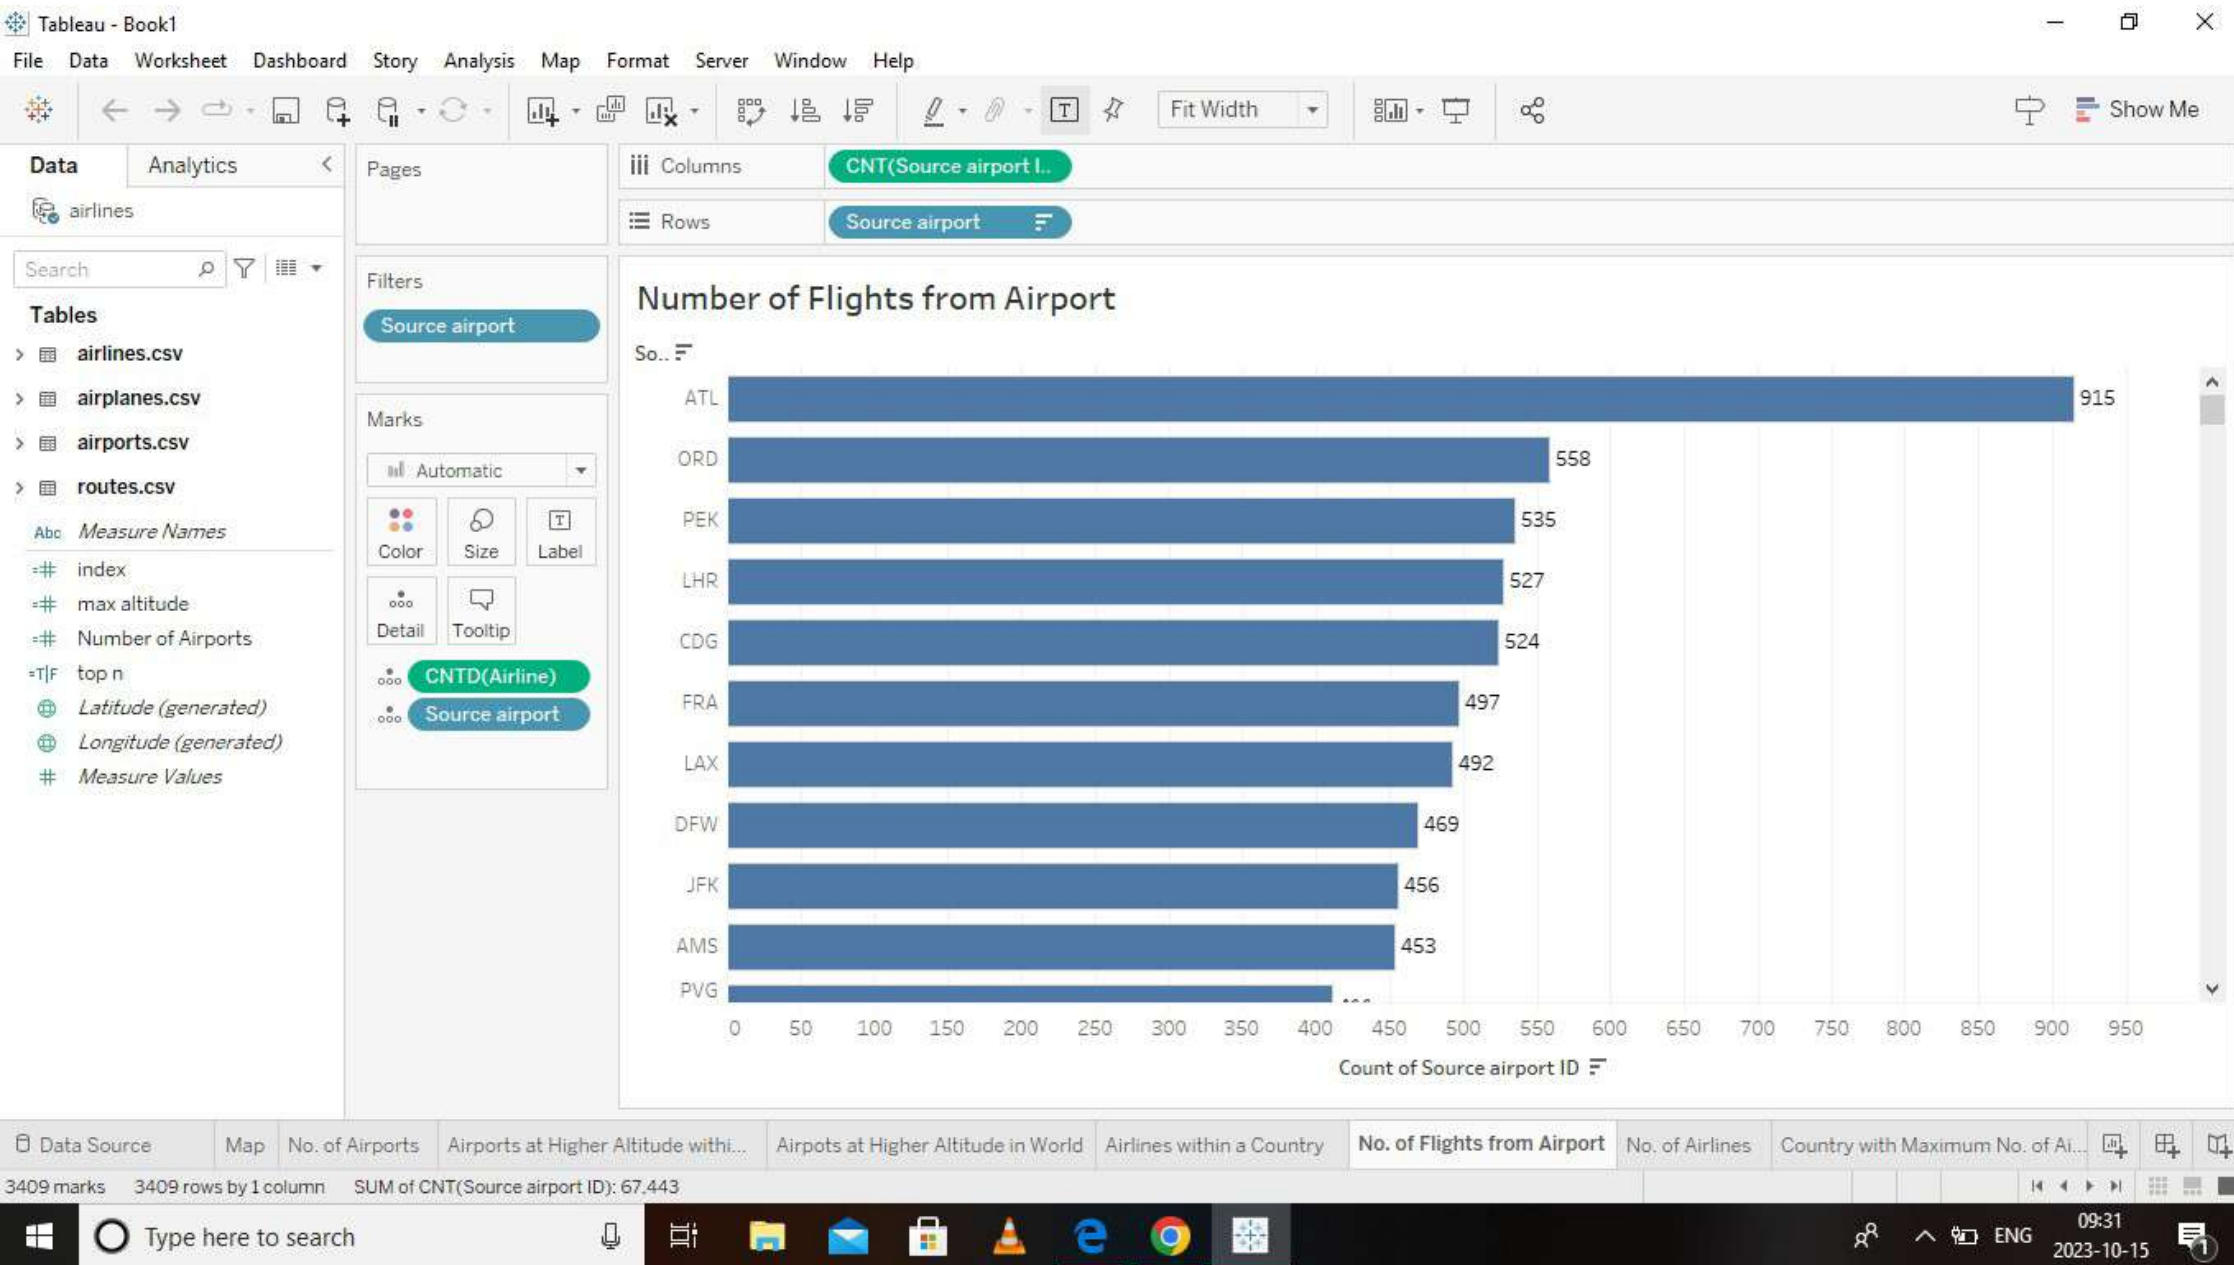 Tableau - Book1
File Data Worksheet Dashboard Story Analysis Map Format Server Window Help
Fit Width
Show Me
Data Analytics
airlines
Search
Tables
airlines.csv
airplanes.csv
airports.csv
routes.csv
Abc Measure Names
=# index
=# max altitude
=# Number of Airports
=T|F top n
Latitude (generated)
Longitude (generated)
# Measure Values
Pages
Filters
Source airport
Marks
Automatic
Color Size Label
Detail Tooltip
CNTD(Airline)
Source airport
Columns CNT(Source airport I..
Rows Source airport
Number of Flights from Airport
So..
ATL 915
ORD 558
PEK 535
LHR 527
CDG 524
FRA 497
LAX 492
DFW 469
JFK 456
AMS 453
PVG
0 50 100 150 200 250 300 350 400 450 500 550 600 650 700 750 800 850 900 950
Count of Source airport ID
Data Source Map No. of Airports Airports at Higher Altitude withi... Airpots at Higher Altitude in World Airlines within a Country No. of Flights from Airport No. of Airlines Country with Maximum No. of Ai...
3409 marks 3409 rows by 1 column SUM of CNT(Source airport ID): 67,443
Type here to search
ENG
09:31
2023-10-15
1